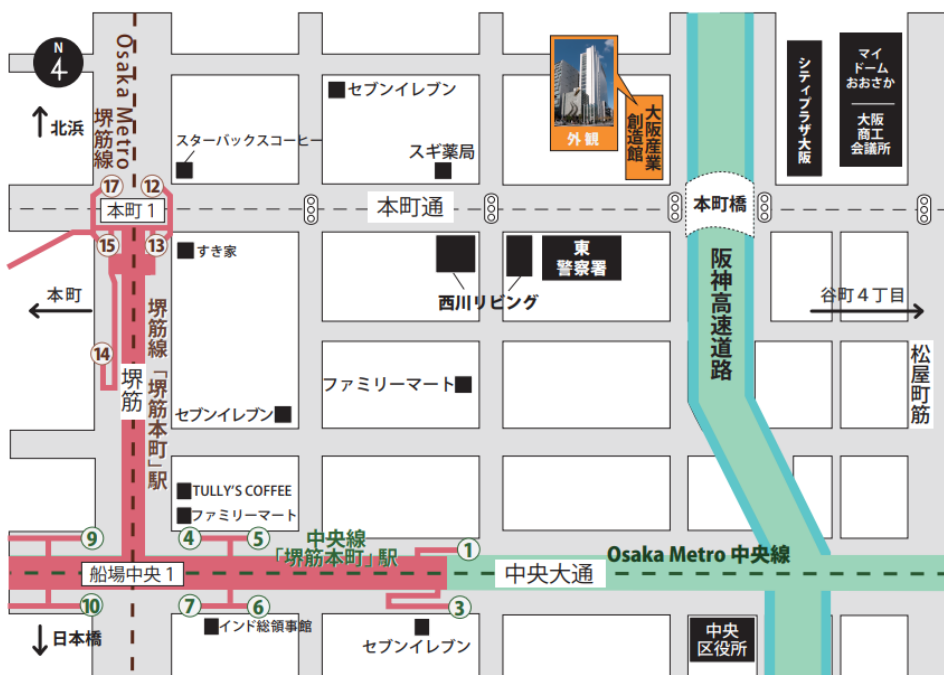 N
北浜
Osaka Metro
堺筋線
スターバックスコーヒー
セブンイレブン
スギ薬局
外観
大阪産業
創造館
シティプラザ大阪
マイ
ドーム
おおさか
大阪
商工
会議所
⑰
⑫
本町1
⑮
⑬
本町通
本町橋
すき家
西川リビング
東
警察署
本町
阪神高速道路
谷町4丁目
⑭
堺筋
堺筋線
「堺筋本町」駅
ファミリーマート
松屋町筋
セブンイレブン
TULLY'S COFFEE
ファミリーマート
⑨
④
⑤
中央線
「堺筋本町」駅
①
Osaka Metro 中央線
船場中央1
中央大通
⑩
⑦
⑥
③
日本橋
インド総領事館
セブンイレブン
中央
区役所